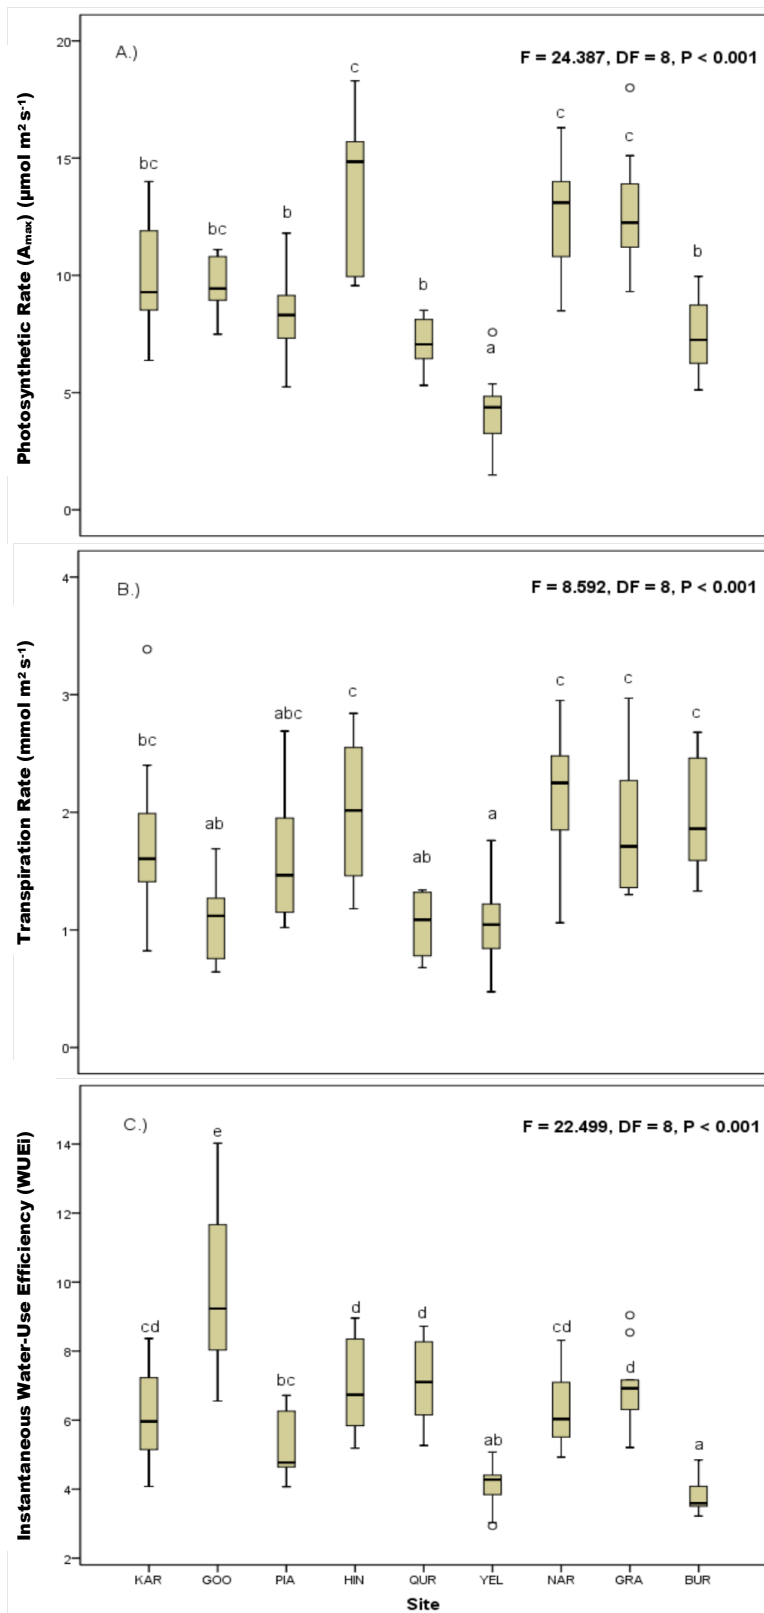 A.)
F = 24.387, DF = 8, P < 0.001
Photosynthetic Rate (Amax) (µmol m² s⁻¹)
20
15
10
5
0
bc
bc
b
c
b
a
c
c
b
B.)
F = 8.592, DF = 8, P < 0.001
Transpiration Rate (mmol m² s⁻¹)
4
3
2
1
0
bc
ab
abc
c
ab
a
c
c
c
C.)
F = 22.499, DF = 8, P < 0.001
Instantaneous Water-Use Efficiency (WUEi)
14
12
10
8
6
4
2
cd
e
bc
d
d
ab
cd
d
a
KAR GOO PIA HIN QUR YEL NAR GRA BUR
Site